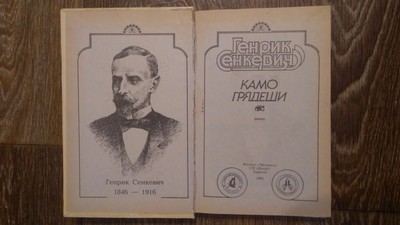 Генрик Сенкевич
1846 — 1916
Генрик
Сенкевич
КАМО
ГРЯДЕШИ